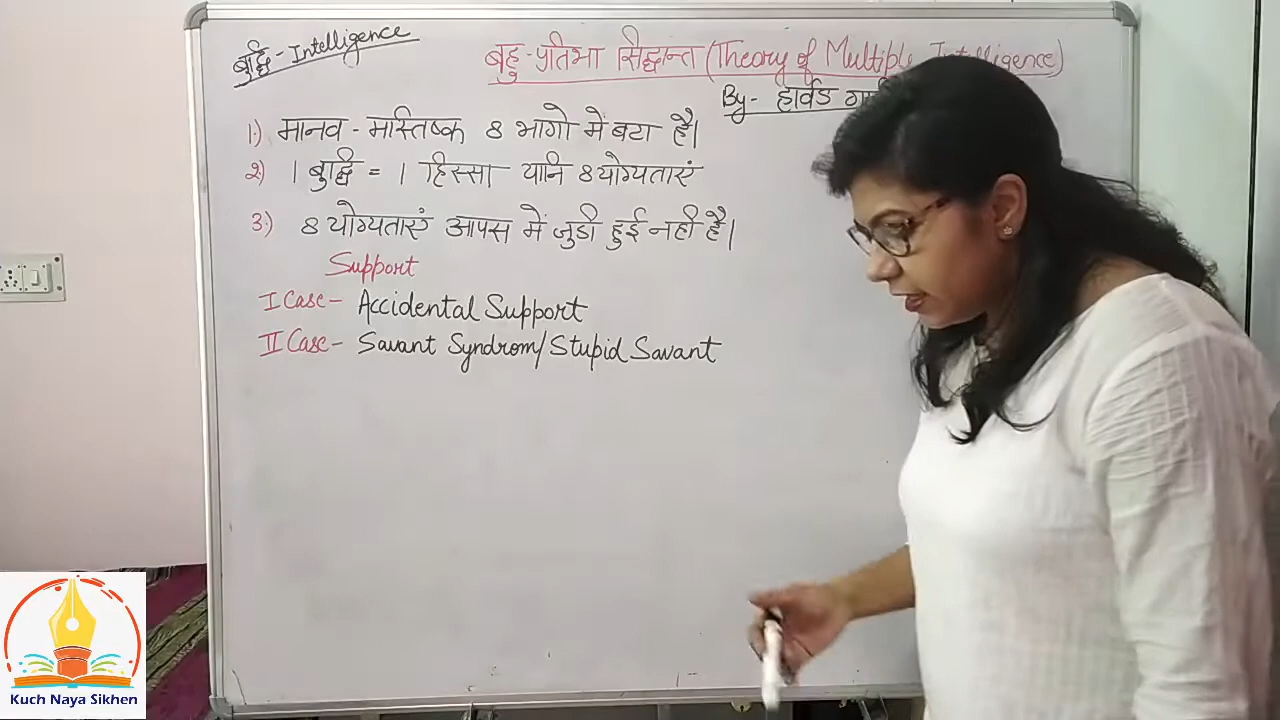 बुद्धि - Intelligence
बहु-प्रतिभा सिद्धान्त (Theory of Multiple Intelligence)
By- हार्वड
1.) मानव - मस्तिष्क 8 भागो में बटा है।
2.) 1 बुद्धि = 1 हिस्सा यानि 8 योग्यताएं
3.) 8 योग्यताएं आपस में जुडी हुई नही है।
Support
I Case- Accidental Support
II Case- Savant Syndrom/Stupid Savant
Kuch Naya Sikhen